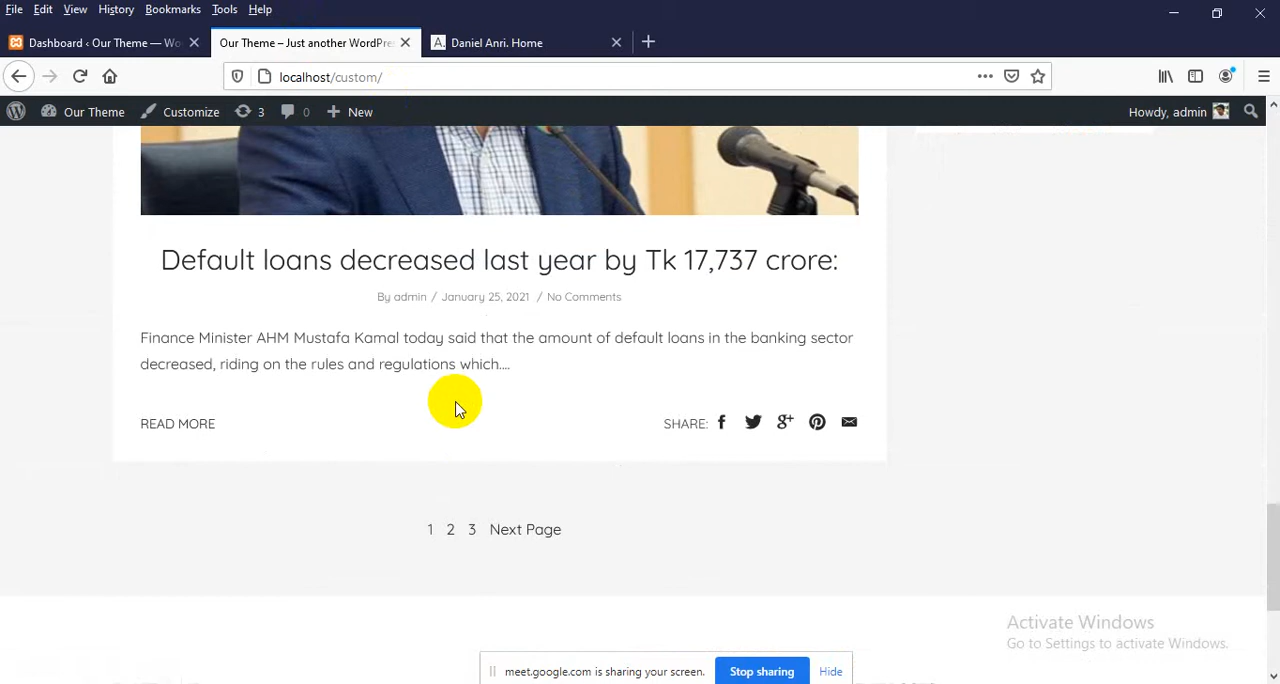 File Edit View History Bookmarks Tools Help
Dashboard ‹ Our Theme — Wo
Our Theme – Just another WordPre
A. Daniel Anri. Home
localhost/custom/
Our Theme Customize 3 0 New Howdy, admin
Default loans decreased last year by Tk 17,737 crore:
By admin / January 25, 2021 / No Comments
Finance Minister AHM Mustafa Kamal today said that the amount of default loans in the banking sector
decreased, riding on the rules and regulations which....
READ MORE SHARE:
1 2 3 Next Page
Activate Windows
Go to Settings to activate Windows.
meet.google.com is sharing your screen. Stop sharing Hide